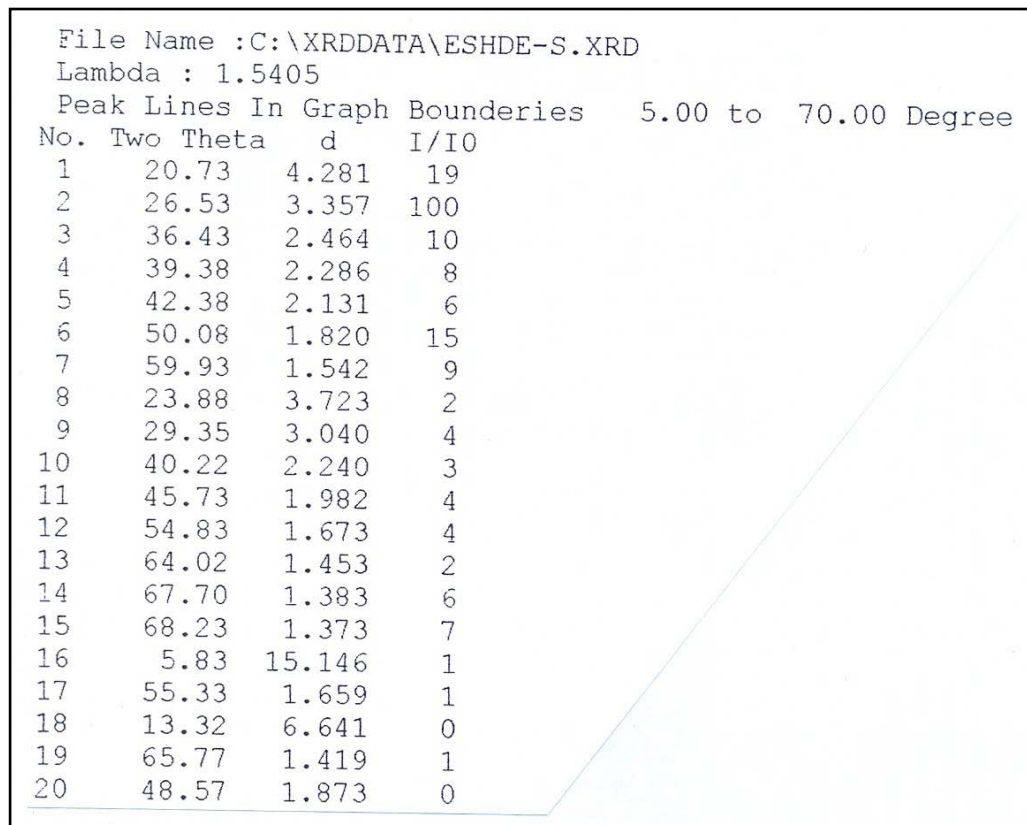 File Name :C:\XRDDATA\ESHDE-S.XRD
Lambda : 1.5405
Peak Lines In Graph Bounderies 5.00 to 70.00 Degree
No. Two Theta d I/I0
1 20.73 4.281 19
2 26.53 3.357 100
3 36.43 2.464 10
4 39.38 2.286 8
5 42.38 2.131 6
6 50.08 1.820 15
7 59.93 1.542 9
8 23.88 3.723 2
9 29.35 3.040 4
10 40.22 2.240 3
11 45.73 1.982 4
12 54.83 1.673 4
13 64.02 1.453 2
14 67.70 1.383 6
15 68.23 1.373 7
16 5.83 15.146 1
17 55.33 1.659 1
18 13.32 6.641 0
19 65.77 1.419 1
20 48.57 1.873 0